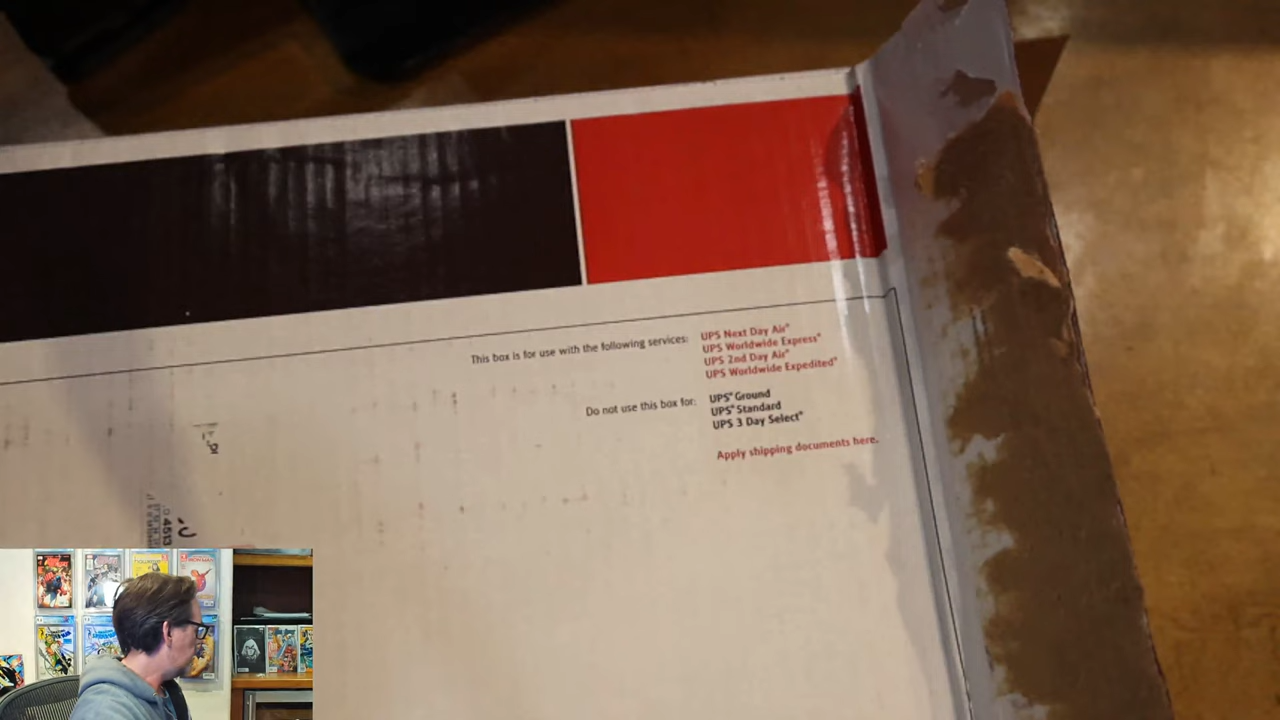 This box is for use with the following services:
UPS Next Day Air®
UPS Worldwide Express®
UPS 2nd Day Air®
UPS Worldwide Expedited®
Do not use this box for:
UPS® Ground
UPS® Standard
UPS 3 Day Select®
Apply shipping documents here.
4513